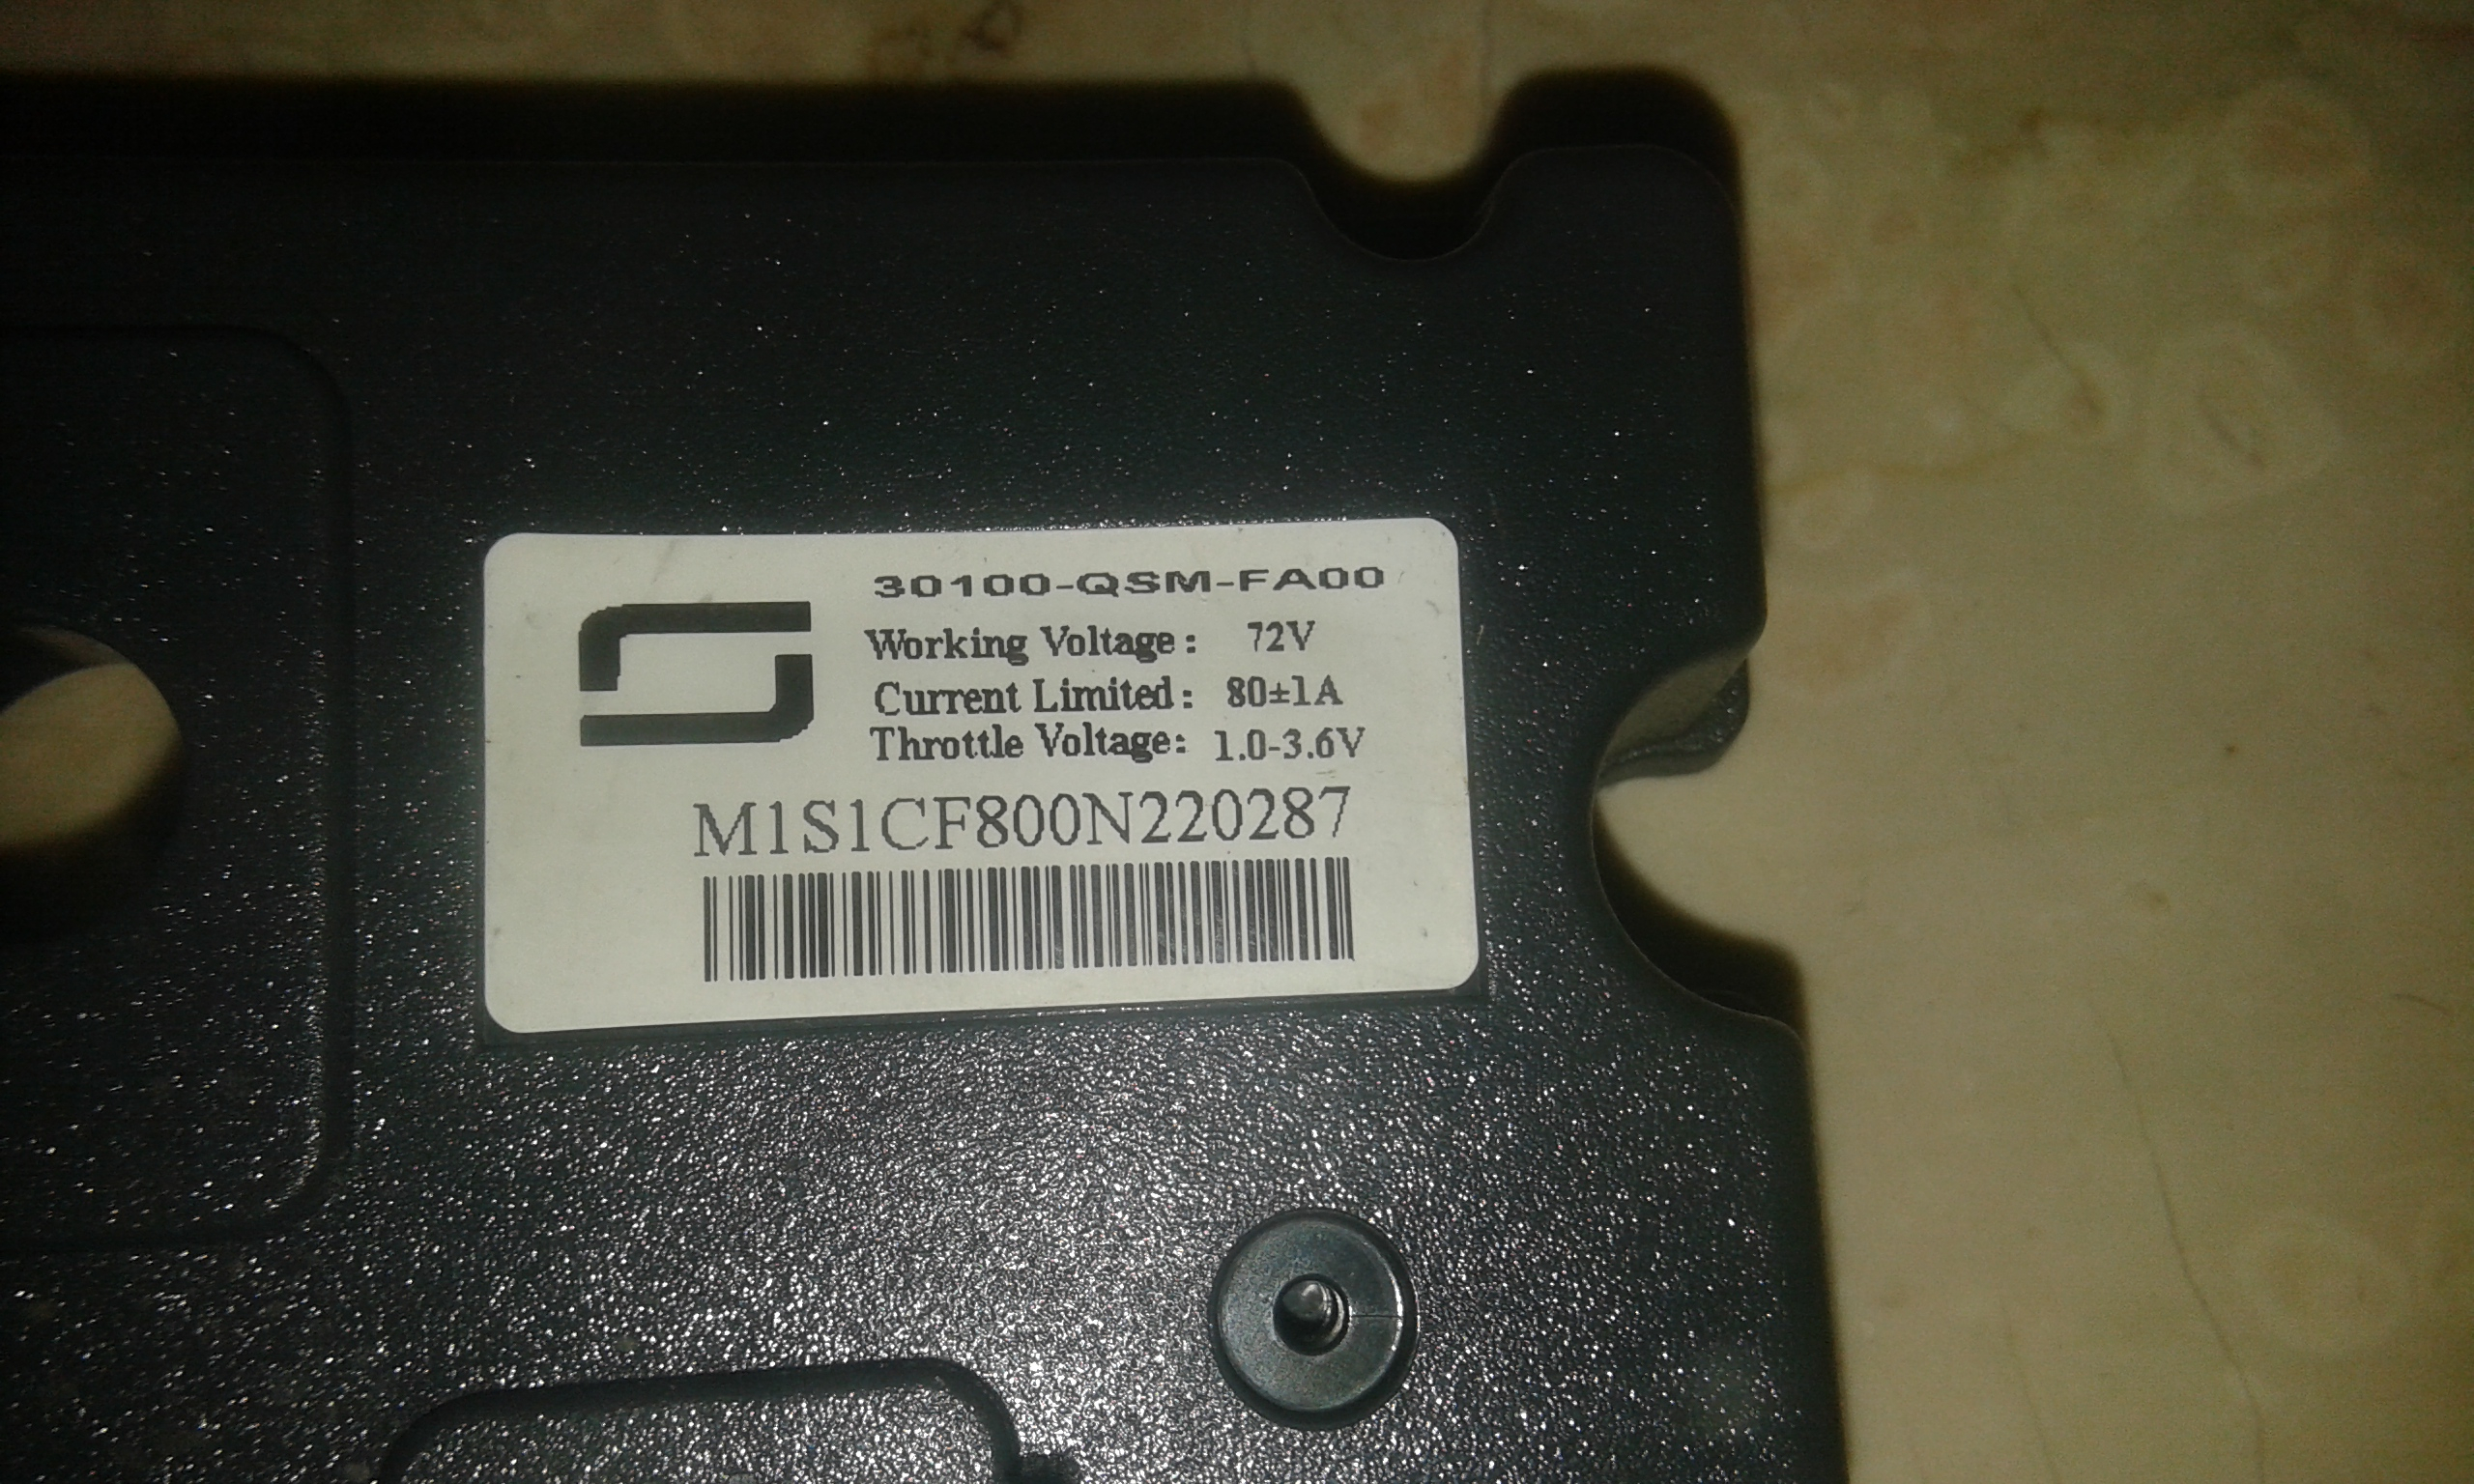 30100-QSM-FA00
Working Voltage: 72V
Current Limited: 80±1A
Throttle Voltage: 1.0-3.6V
M1S1CF800N220287